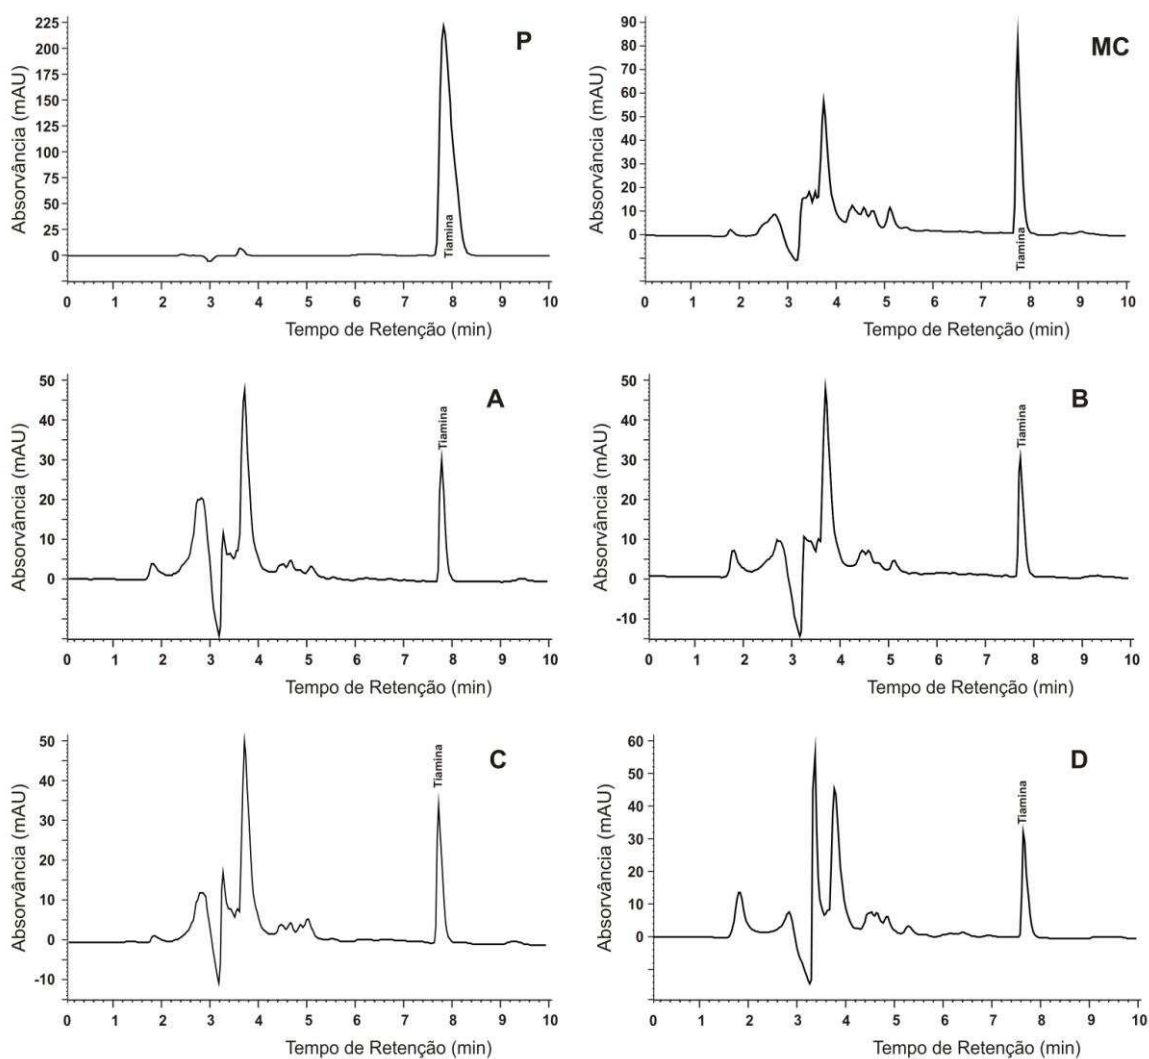 P
Absorvância (mAU)
225
200
175
150
125
100
75
50
25
0
Tiamina
0 1 2 3 4 5 6 7 8 9 10
Tempo de Retenção (min)
MC
Absorvância (mAU)
90
80
70
60
50
40
30
20
10
0
Tiamina
0 1 2 3 4 5 6 7 8 9 10
Tempo de Retenção (min)
A
Absorvância (mAU)
50
40
30
20
10
0
Tiamina
0 1 2 3 4 5 6 7 8 9 10
Tempo de Retenção (min)
B
Absorvância (mAU)
50
40
30
20
10
0
-10
Tiamina
0 1 2 3 4 5 6 7 8 9 10
Tempo de Retenção (min)
C
Absorvância (mAU)
50
40
30
20
10
0
-10
Tiamina
0 1 2 3 4 5 6 7 8 9 10
Tempo de Retenção (min)
D
Absorvância (mAU)
60
50
40
30
20
10
0
Tiamina
0 1 2 3 4 5 6 7 8 9 10
Tempo de Retenção (min)